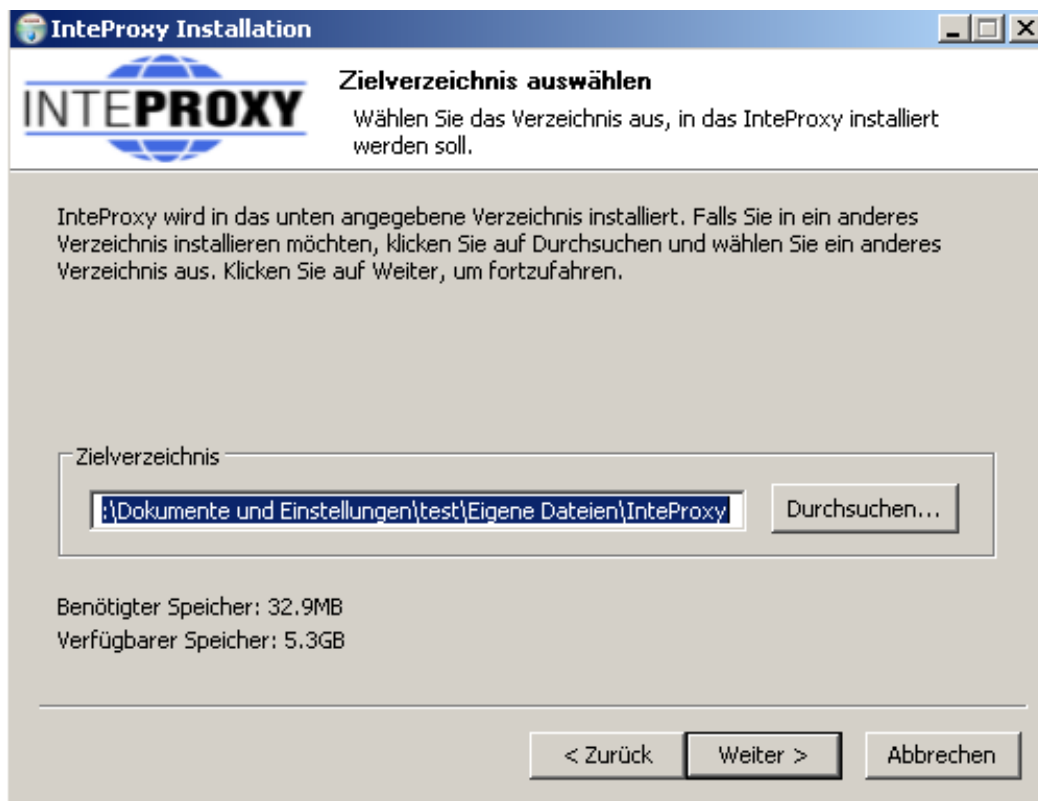 InteProxy Installation
INTEPROXY
Zielverzeichnis auswählen
Wählen Sie das Verzeichnis aus, in das InteProxy installiert
werden soll.
InteProxy wird in das unten angegebene Verzeichnis installiert. Falls Sie in ein anderes
Verzeichnis installieren möchten, klicken Sie auf Durchsuchen und wählen Sie ein anderes
Verzeichnis aus. Klicken Sie auf Weiter, um fortzufahren.
Zielverzeichnis
:\Dokumente und Einstellungen\test\Eigene Dateien\InteProxy
Durchsuchen...
Benötigter Speicher: 32.9MB
Verfügbarer Speicher: 5.3GB
< Zurück
Weiter >
Abbrechen